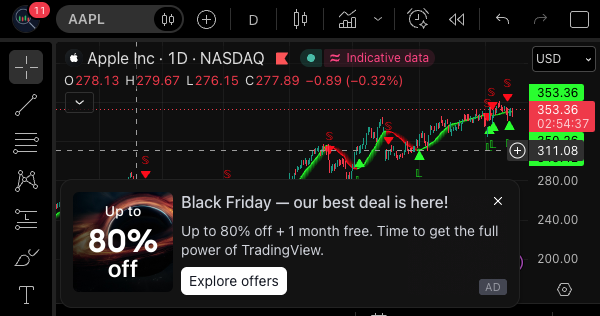 11
AAPL
D
Apple Inc · 1D · NASDAQ
Indicative data
USD
O278.13 H279.67 L276.15 C277.89 −0.89 (−0.32%)
353.36
353.36
02:54:37
311.08
280.00
240.00
200.00
S
S
S
S
S
S
L
L
L
L
Up to
80%
off
Black Friday — our best deal is here!
Up to 80% off + 1 month free. Time to get the full
power of TradingView.
Explore offers
AD